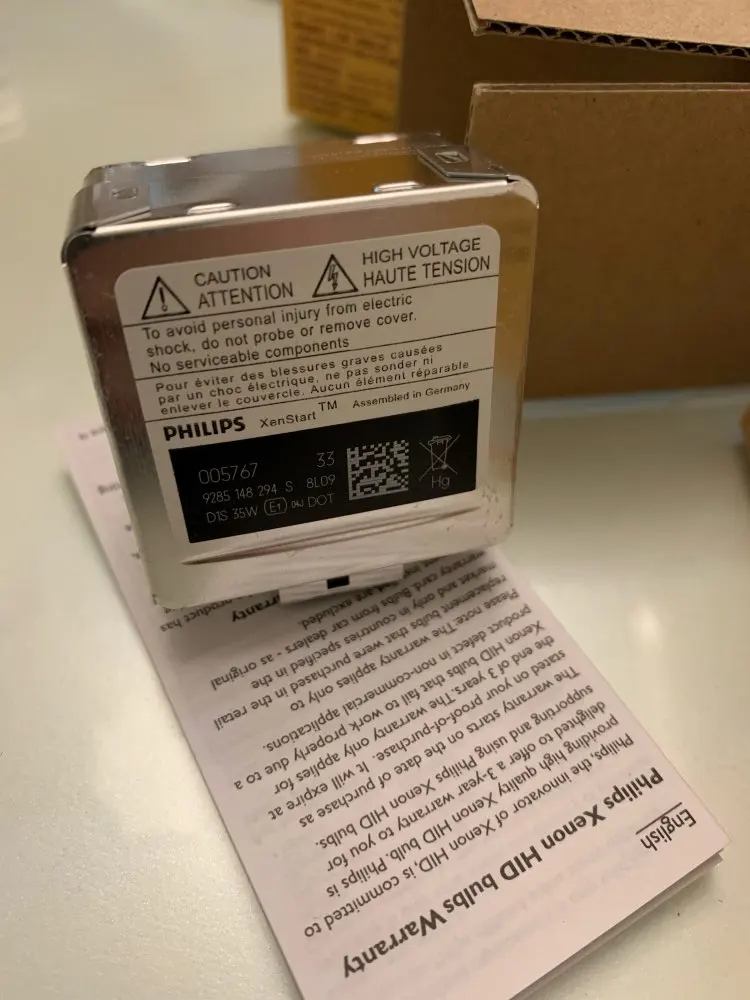 CAUTION
ATTENTION
HIGH VOLTAGE
HAUTE TENSION
To avoid personal injury from electric
shock, do not probe or remove cover.
No serviceable components
Pour éviter des blessures graves causées
par un choc électrique, ne pas sonder ni
enlever le couvercle. Aucun élément réparable
PHILIPS XenStart™ Assembled in Germany
005767 33
9285 148 294 S 8L09
D1S 35W E1 04J DOT
Hg
English
Philips Xenon HID bulbs Warranty
Philips, the innovator of Xenon HID, is committed to
providing high quality Xenon HID bulb. Philips is
delighted to offer a 3-year warranty to you for
supporting and using Philips Xenon HID bulbs.
The warranty starts on the date of purchase as
stated on your proof-of-purchase. It will expire at
the end of 3 years. The warranty only applies for
Xenon HID bulbs that fail to work properly due to a
product defect in non-commercial applications.
Please note: The warranty applies only to
replacement bulbs that were purchased in the retail
market and only in countries specified in the
warranty card. Bulbs from car dealers - as original
are excluded.